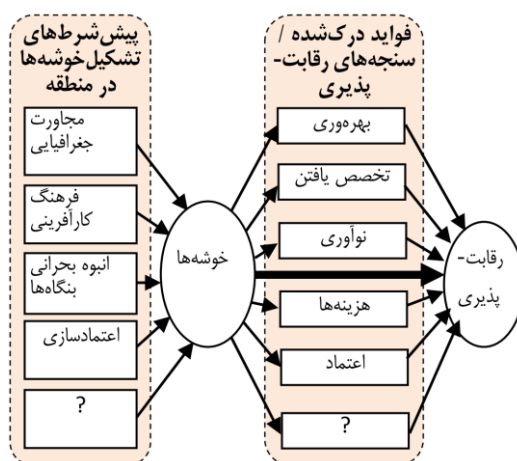 پیش‌شرط‌های
تشکیل‌خوشه‌ها
در منطقه
مجاورت
جغرافیایی
فرهنگ
کارآفرینی
انبوه بحرانی
بنگاه‌ها
اعتمادسازی
?
خوشه‌ها
فواید درک‌شده /
سنجه‌های رقابت-
پذیری
بهره‌وری
تخصص یافتن
نوآوری
هزینه‌ها
اعتماد
?
رقابت-
پذیری